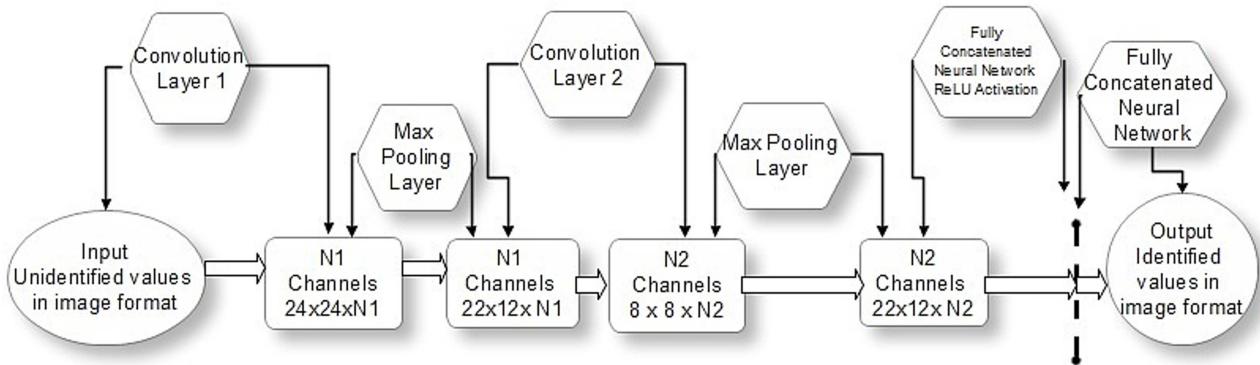 Convolution
Layer 1
Convolution
Layer 2
Fully
Concatenated
Neural Network
ReLU Activation
Fully
Concatenated
Neural
Network
Max
Pooling
Layer
Max Pooling
Layer
Input
Unidentified values
in image format
N1
Channels
24x24xN1
N1
Channels
22x12x N1
N2
Channels
8 x 8 x N2
N2
Channels
22x12x N2
Output
Identified
values in
image format